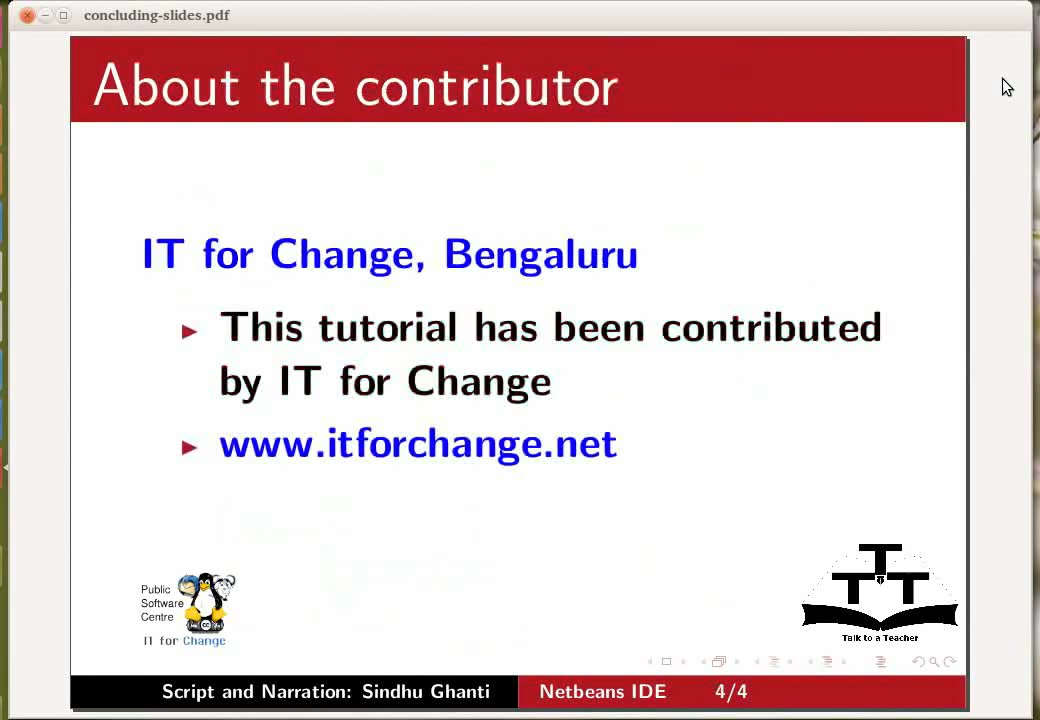 concluding-slides.pdf
About the contributor
IT for Change, Bengaluru
This tutorial has been contributed
by IT for Change
www.itforchange.net
Public
Software
Centre
IT for Change
T T T
Talk to a Teacher
Script and Narration: Sindhu Ghanti
Netbeans IDE 4/4